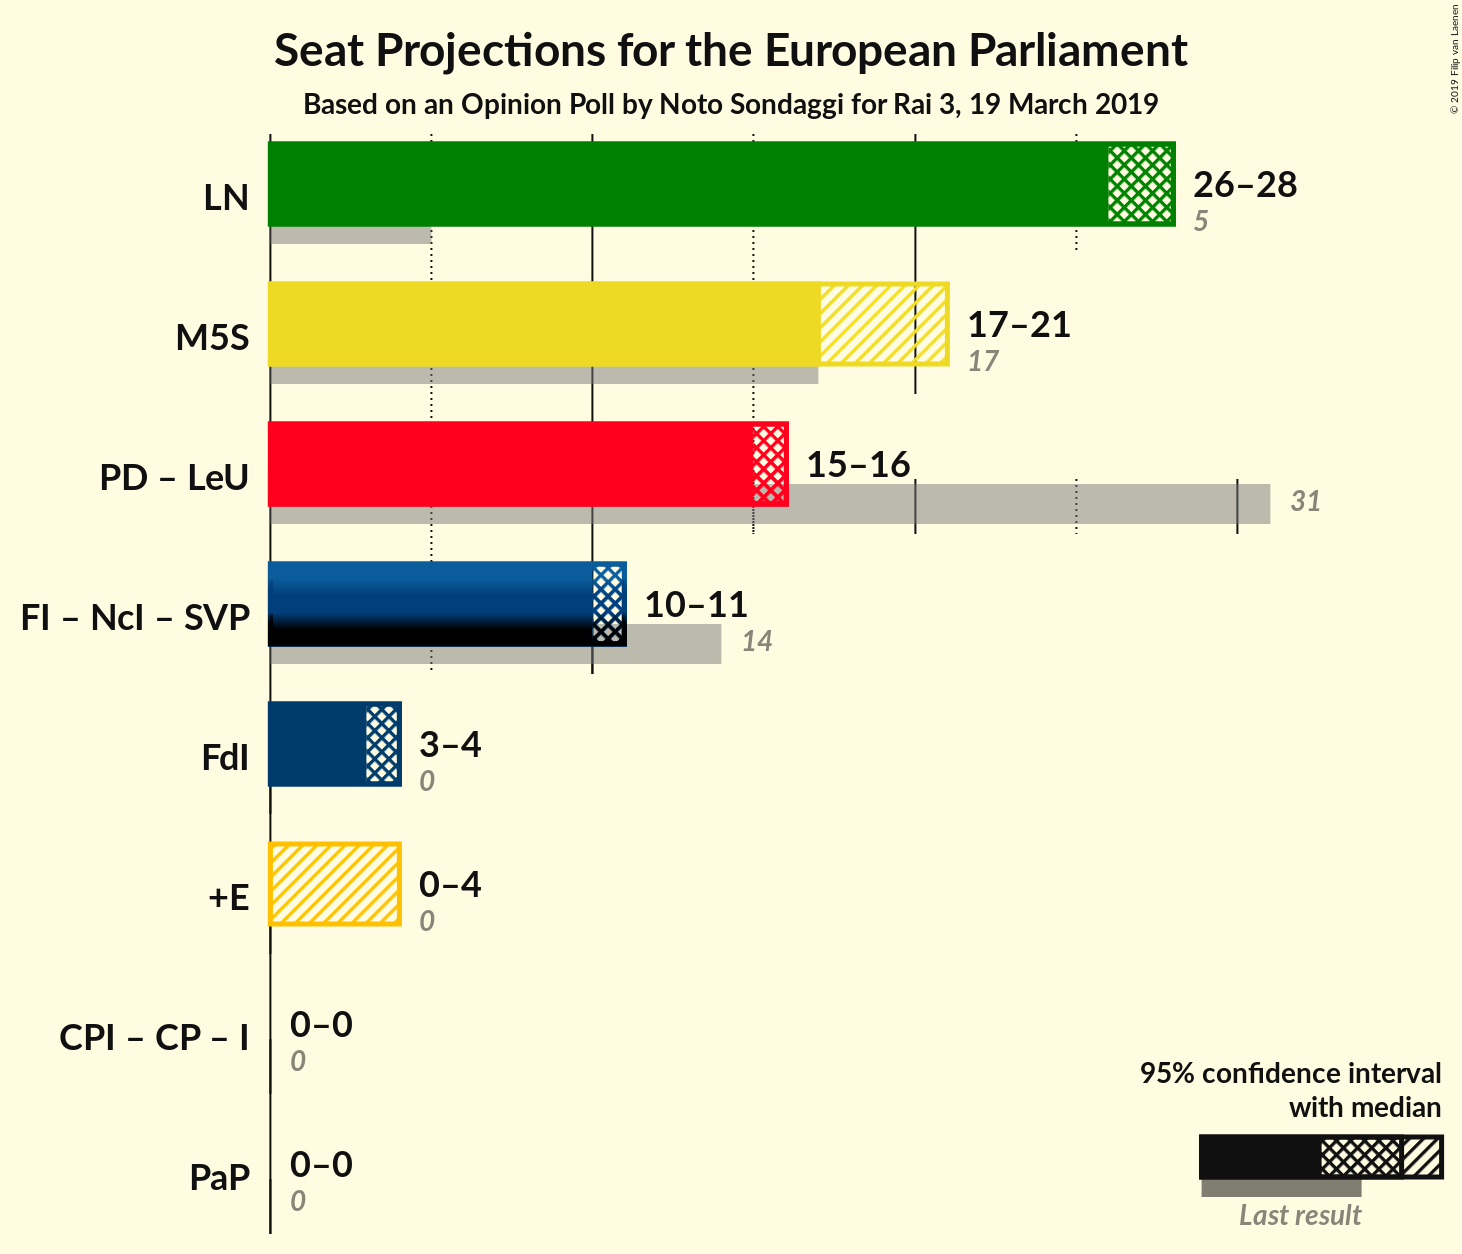 Seat Projections for the European Parliament
Based on an Opinion Poll by Noto Sondaggi for Rai 3, 19 March 2019
© 2019 Filip van Laenen
LN
26–28
5
M5S
17–21
17
PD – LeU
15–16
31
FI – NcI – SVP
10–11
14
FdI
3–4
0
+E
0–4
0
CPI – CP – I
0–0
0
PaP
0–0
0
95% confidence interval
with median
Last result